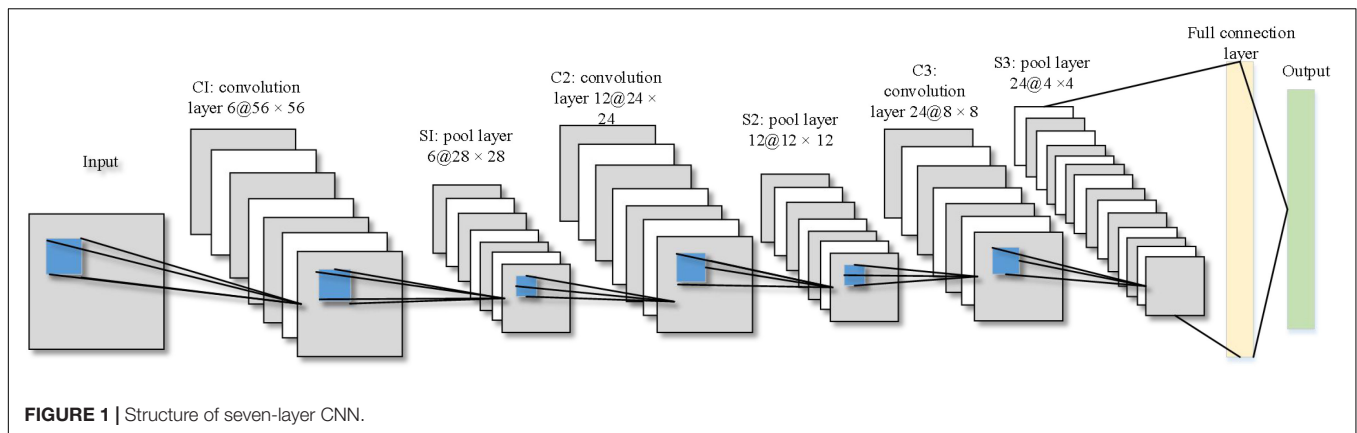 Input
CI: convolution
layer 6@56 × 56
SI: pool layer
6@28 × 28
C2: convolution
layer 12@24 ×
24
S2: pool layer
12@12 × 12
C3:
convolution
layer 24@8 × 8
S3: pool layer
24@4 ×4
Full connection
layer
Output
FIGURE 1 | Structure of seven-layer CNN.